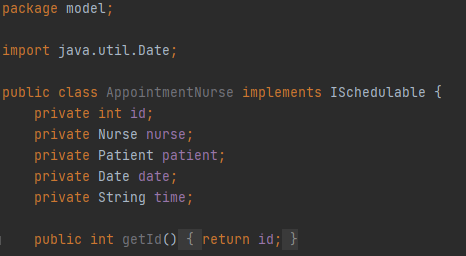 package model;
import java.util.Date;
public class AppointmentNurse implements ISchedulable {
private int id;
private Nurse nurse;
private Patient patient;
private Date date;
private String time;
public int getId() { return id; }